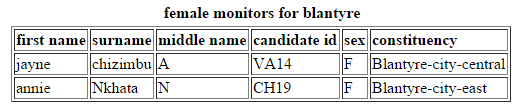 female monitors for blantyre
first name surname middle name candidate id sex constituency
jayne chizimbu A VA14 F Blantyre-city-central
annie Nkhata N CH19 F Blantyre-city-east